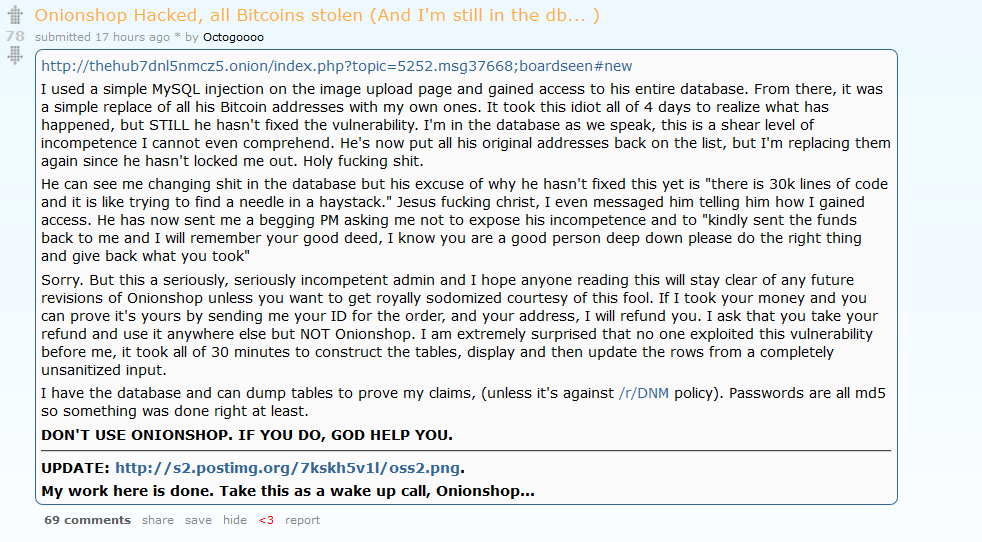 Onionshop Hacked, all Bitcoins stolen (And I'm still in the db... )
78
submitted 17 hours ago * by Octogoooo
http://thehub7dnl5nmcz5.onion/index.php?topic=5252.msg37668;boardseen#new
I used a simple MySQL injection on the image upload page and gained access to his entire database. From there, it was
a simple replace of all his Bitcoin addresses with my own ones. It took this idiot all of 4 days to realize what has
happened, but STILL he hasn't fixed the vulnerability. I'm in the database as we speak, this is a shear level of
incompetence I cannot even comprehend. He's now put all his original addresses back on the list, but I'm replacing them
again since he hasn't locked me out. Holy fucking shit.
He can see me changing shit in the database but his excuse of why he hasn't fixed this yet is "there is 30k lines of code
and it is like trying to find a needle in a haystack." Jesus fucking christ, I even messaged him telling him how I gained
access. He has now sent me a begging PM asking me not to expose his incompetence and to "kindly sent the funds
back to me and I will remember your good deed, I know you are a good person deep down please do the right thing
and give back what you took"
Sorry. But this a seriously, seriously incompetent admin and I hope anyone reading this will stay clear of any future
revisions of Onionshop unless you want to get royally sodomized courtesy of this fool. If I took your money and you
can prove it's yours by sending me your ID for the order, and your address, I will refund you. I ask that you take your
refund and use it anywhere else but NOT Onionshop. I am extremely surprised that no one exploited this vulnerability
before me, it took all of 30 minutes to construct the tables, display and then update the rows from a completely
unsanitized input.
I have the database and can dump tables to prove my claims, (unless it's against /r/DNM policy). Passwords are all md5
so something was done right at least.
DON'T USE ONIONSHOP. IF YOU DO, GOD HELP YOU.
UPDATE: http://s2.postimg.org/7kskh5v1l/oss2.png.
My work here is done. Take this as a wake up call, Onionshop...
69 comments share save hide <3 report